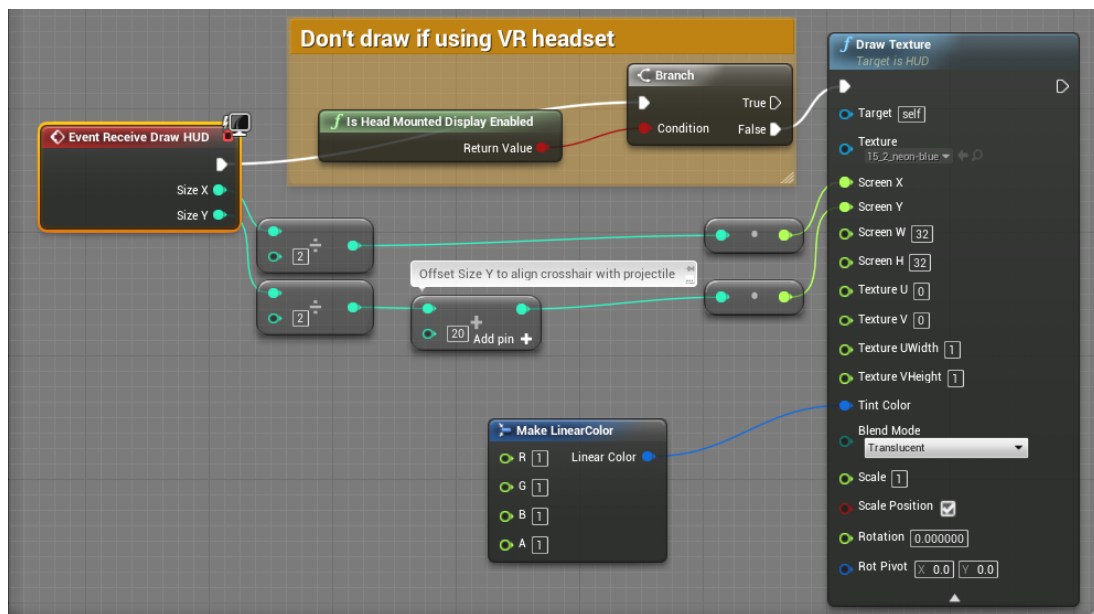 Don't draw if using VR headset
Event Receive Draw HUD
Size X
Size Y
f Is Head Mounted Display Enabled
Return Value
Branch
True
Condition False
÷
2
÷
2
Offset Size Y to align crosshair with projectile
+
20 Add pin +
Make LinearColor
R 1 Linear Color
G 1
B 1
A 1
f Draw Texture
Target is HUD
Target self
Texture
15_2_neon-blue
Screen X
Screen Y
Screen W 32
Screen H 32
Texture U 0
Texture V 0
Texture UWidth 1
Texture VHeight 1
Tint Color
Blend Mode
Translucent
Scale 1
Scale Position
Rotation 0.000000
Rot Pivot X 0.0 Y 0.0